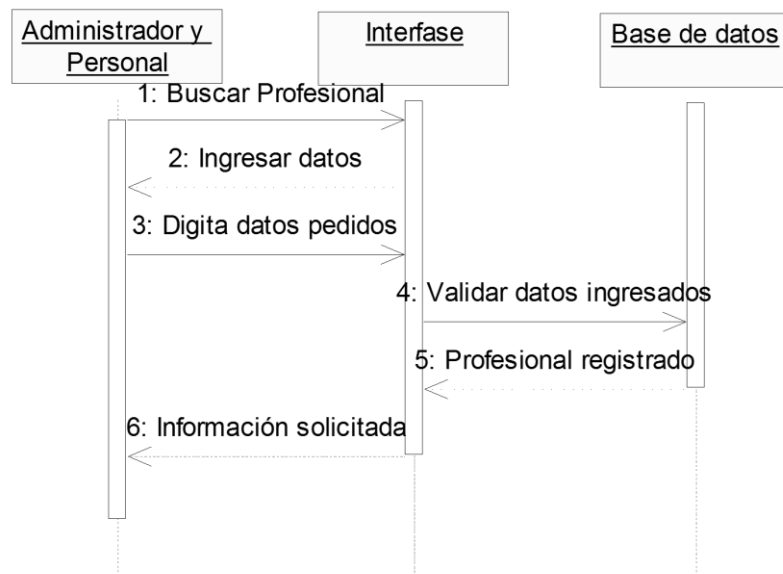 Administrador y
Personal
Interfase
Base de datos
1: Buscar Profesional
2: Ingresar datos
3: Digita datos pedidos
4: Validar datos ingresados
5: Profesional registrado
6: Información solicitada